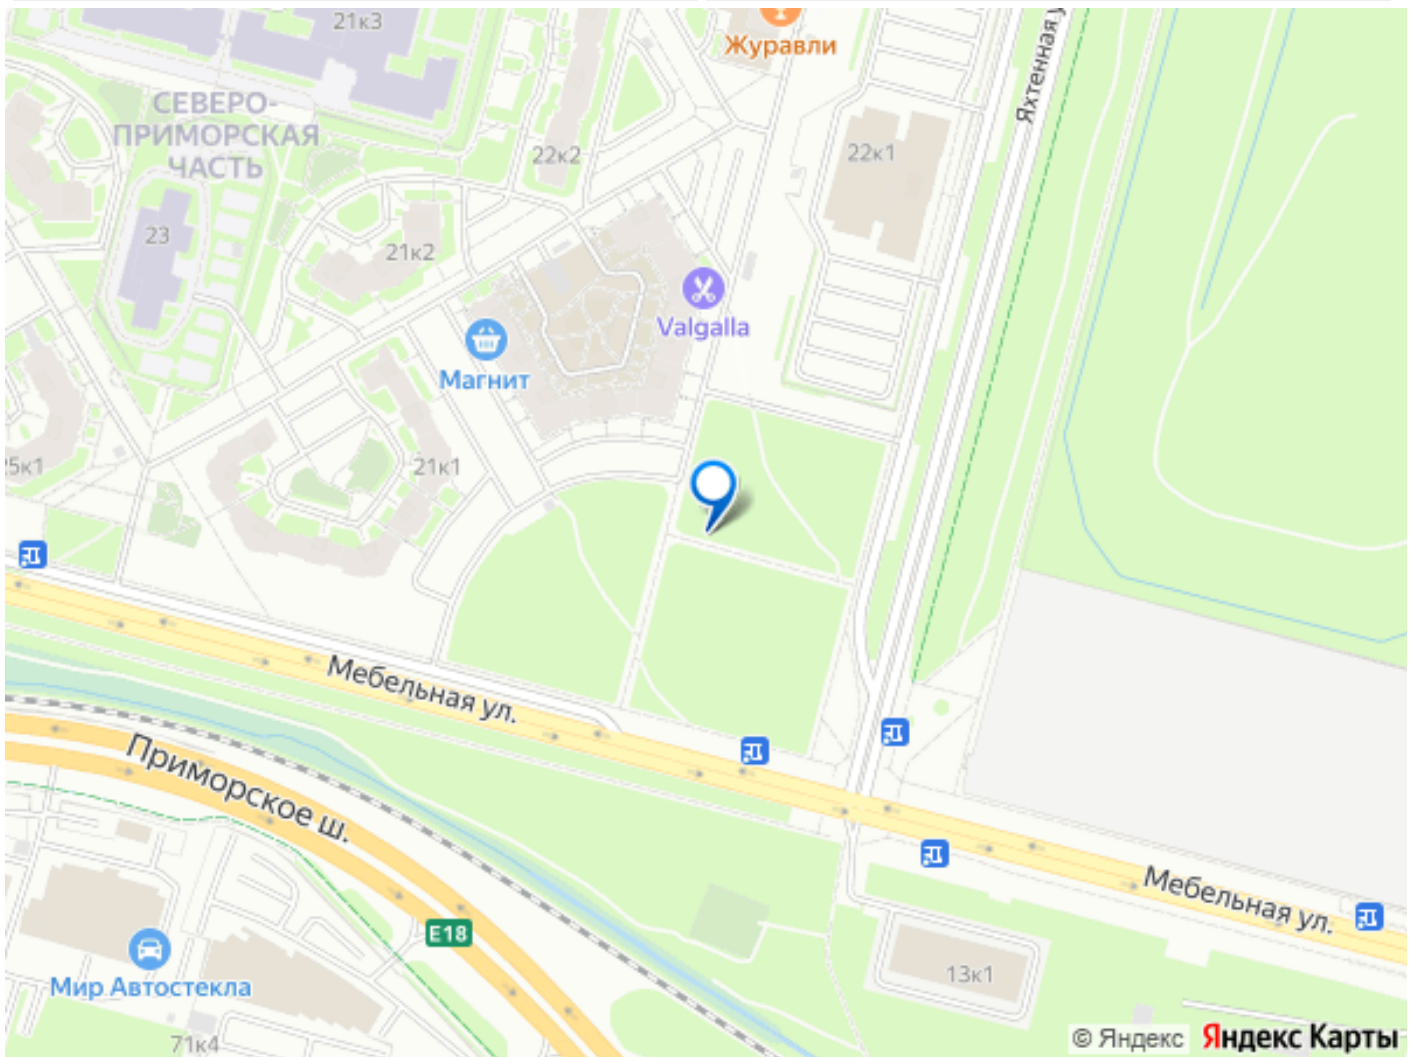 21к3
Журавли
Яхтенная у
СЕВЕРО-
ПРИМОРСКАЯ
ЧАСТЬ
22к2
22к1
23
21к2
Valgalla
Магнит
25к1
21к1
Мебельная ул.
Приморское ш.
Мебельная ул.
E18
13к1
Мир Автостекла
71к4
© Яндекс Яндекс Карты